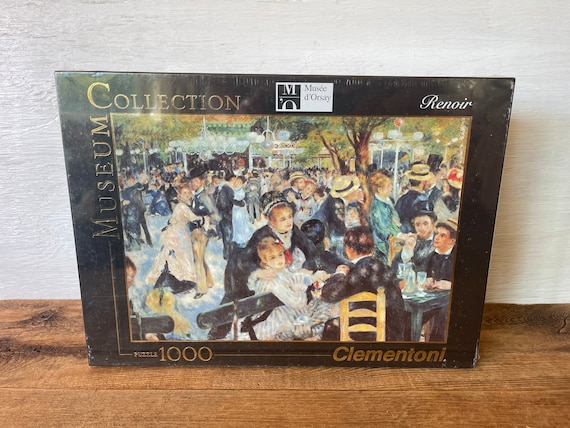 MUSEUM COLLECTION
M
O
Musée
d'Orsay
Renoir
PUZZLE 1000
Clementoni